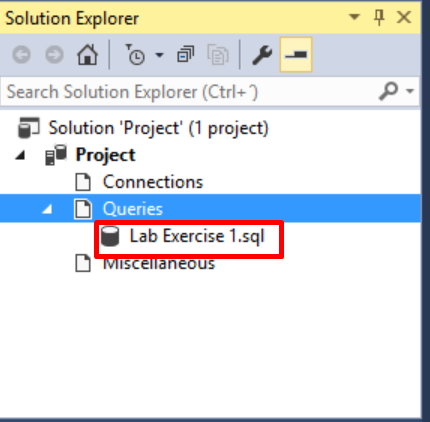 Solution Explorer
Search Solution Explorer (Ctrl+´)
Solution 'Project' (1 project)
Project
Connections
Queries
Lab Exercise 1.sql
Miscellaneous